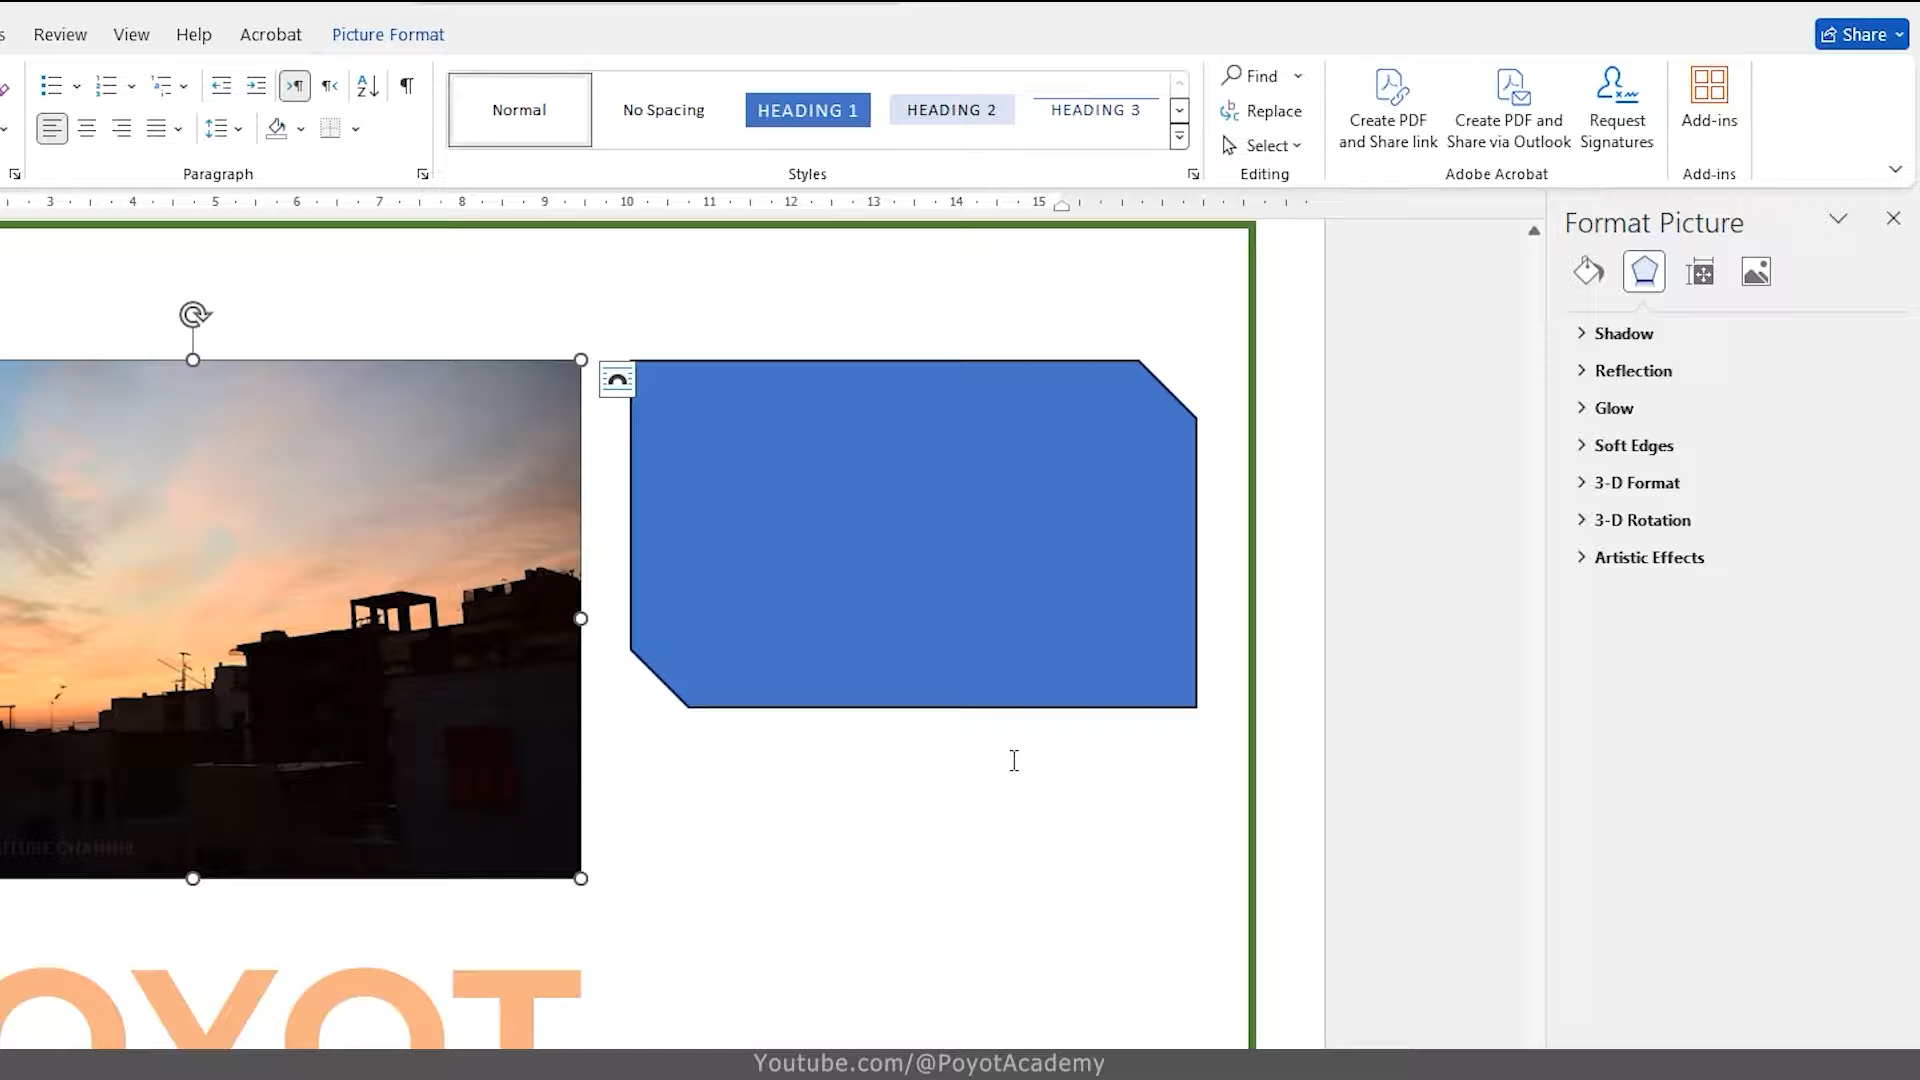 Review View Help Acrobat Picture Format Share
Normal No Spacing HEADING 1 HEADING 2 HEADING 3
Find
Replace
Select
Create PDF and Share link
Create PDF and Share via Outlook
Request Signatures
Add-ins
Paragraph Styles Editing Adobe Acrobat Add-ins
3 4 5 6 7 8 9 10 11 12 13 14 15
Format Picture
Shadow
Reflection
Glow
Soft Edges
3-D Format
3-D Rotation
Artistic Effects
OYOT
Youtube.com/@PoyotAcademy